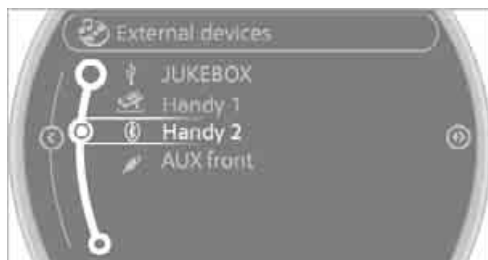 External devices
JUKEBOX
Handy 1
Handy 2
AUX front